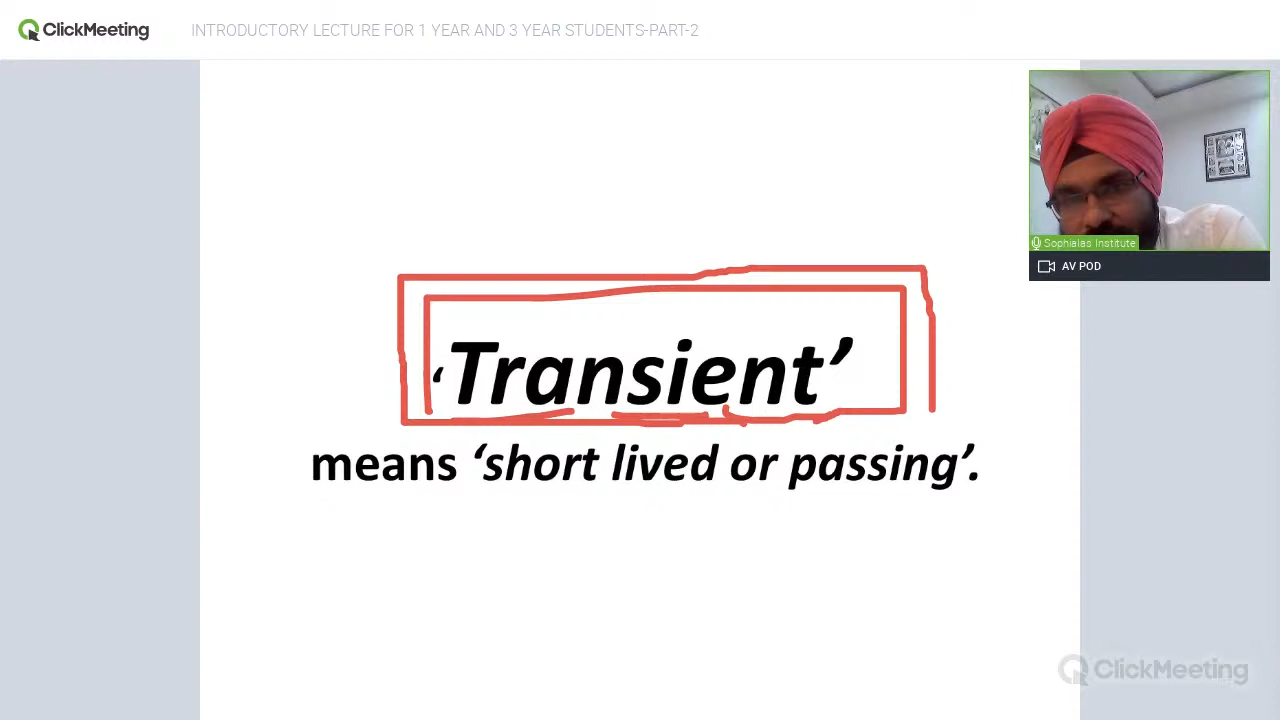 ClickMeeting
INTRODUCTORY LECTURE FOR 1 YEAR AND 3 YEAR STUDENTS-PART-2
Sophialas Institute
AV POD
‘Transient’
means ‘short lived or passing’.
ClickMeeting